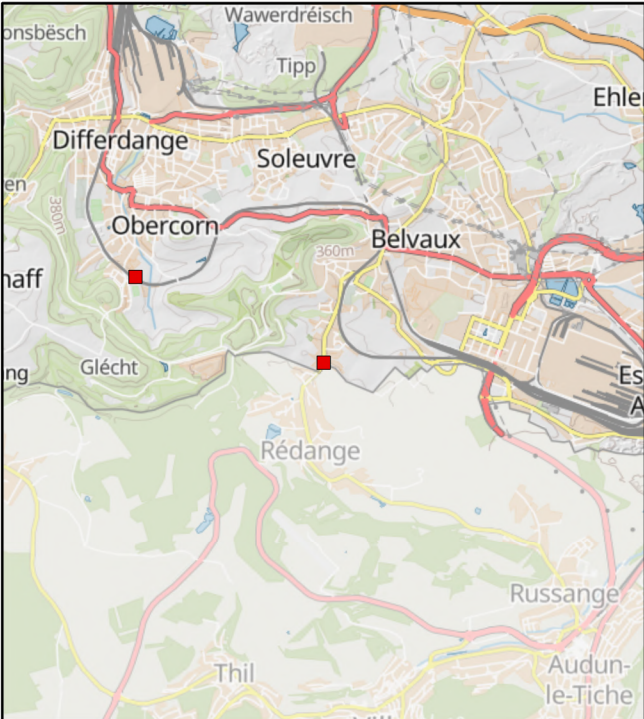 onsbësch
Wawerdréisch
Tipp
Ehle
Differdange
Soleuvre
en
380m
Obercorn
360m
Belvaux
haff
Glécht
ng
Es
A
Rédange
Russange
Thil
Audun-
le-Tiche